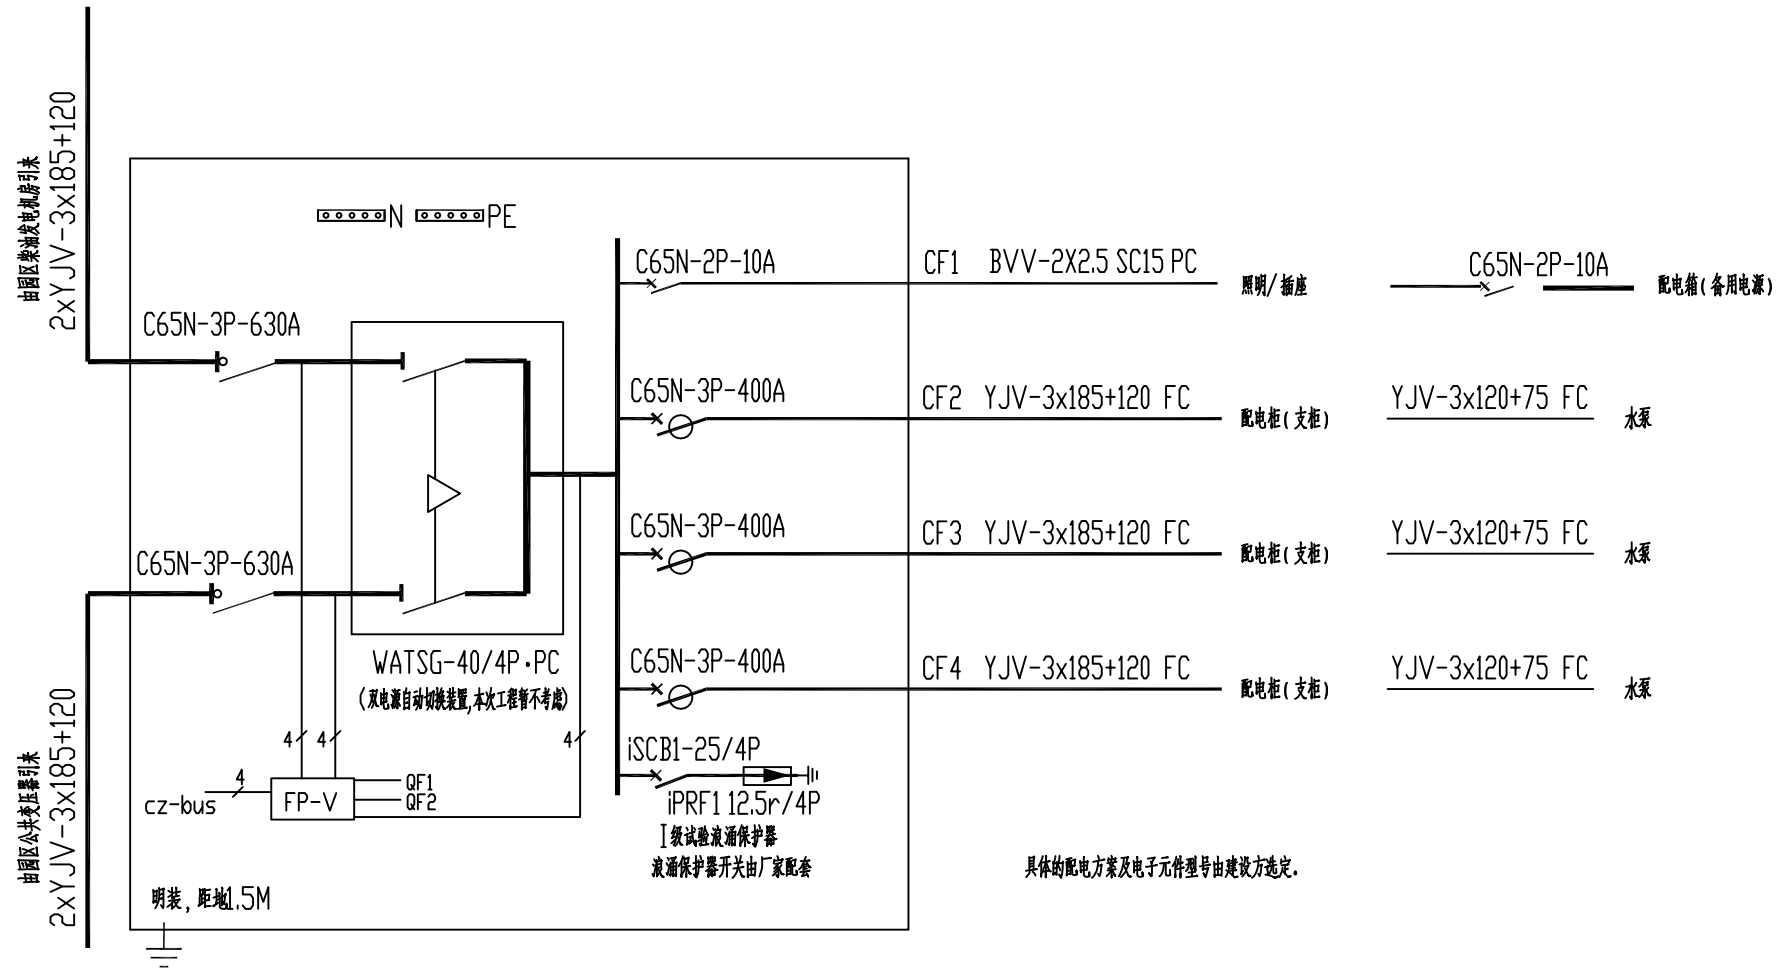 由园区柴油发电机房引来
2xYJV-3x185+120
N
PE
C65N-3P-630A
C65N-3P-630A
WATSG-40/4P·PC
(双电源自动切换装置,本次工程暂不考虑)
4
4
4
4
cz-bus
FP-V
QF1
QF2
由园区公共变压器引来
2xYJV-3x185+120
明装,距地1.5M
C65N-2P-10A
CF1 BVV-2X2.5 SC15 PC
照明/插座
C65N-2P-10A
配电箱(备用电源)
C65N-3P-400A
CF2 YJV-3x185+120 FC
配电柜(支柜)
YJV-3x120+75 FC
水泵
C65N-3P-400A
CF3 YJV-3x185+120 FC
配电柜(支柜)
YJV-3x120+75 FC
水泵
C65N-3P-400A
CF4 YJV-3x185+120 FC
配电柜(支柜)
YJV-3x120+75 FC
水泵
iSCB1-25/4P
iPRF1 12.5r/4P
I级试验浪涌保护器
浪涌保护器开关由厂家配套
具体的配电方案及电子元件型号由建设方选定.